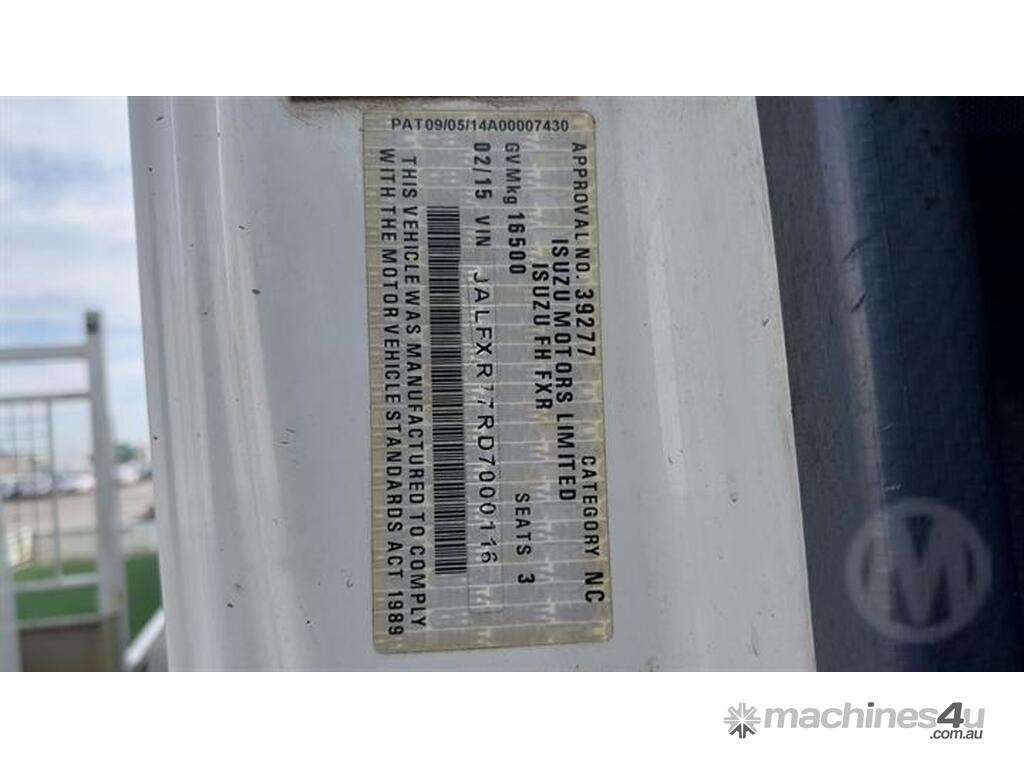 PAT09/05/14A00007430
APPROVAL NO. 39277 CATEGORY NC
ISUZU MOTORS LIMITED
ISUZU FH FXR
GVMkg 16500 SEATS 3
02/15 VIN JALFXR77RD7000116
THIS VEHICLE WAS MANUFACTURED TO COMPLY
WITH THE MOTOR VEHICLE STANDARDS ACT 1989
M
machines4u
.com.au